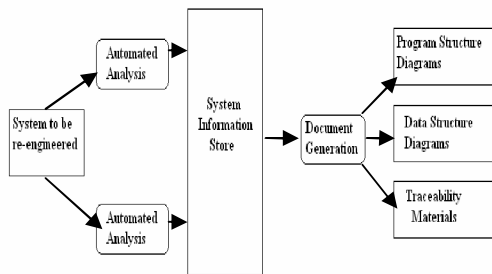 System to be
re-engineered
Automated
Analysis
Automated
Analysis
System
Information
Store
Document
Generation
Program Structure
Diagrams
Data Structure
Diagrams
Traceability
Materials